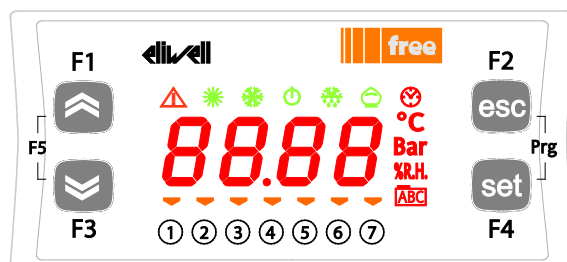 eliwell
free
F1
F2
esc
°C
Bar
%R.H.
ABC
88.88
F5
Prg
set
F3
F4
1 2 3 4 5 6 7